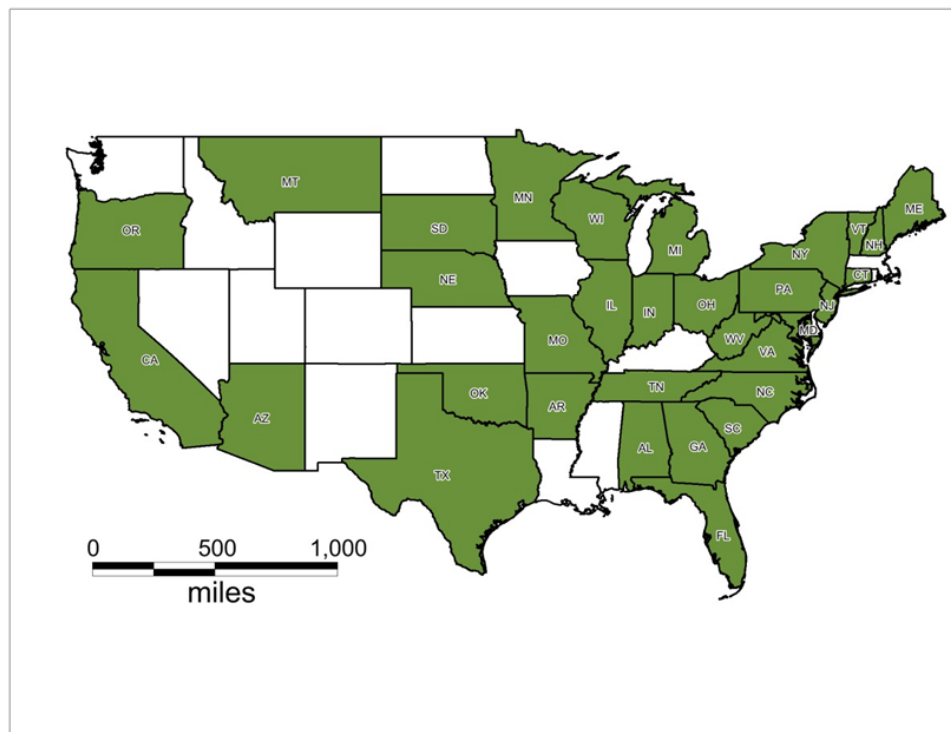 ME
MT
MN
VT
OR
SD
WI
NH
MI
NY
CT
NE
PA
IL
IN
OH
NJ
MD
MO
WV
VA
CA
TN
NC
OK
AR
AZ
SC
AL
GA
TX
FL
0 500 1,000
miles